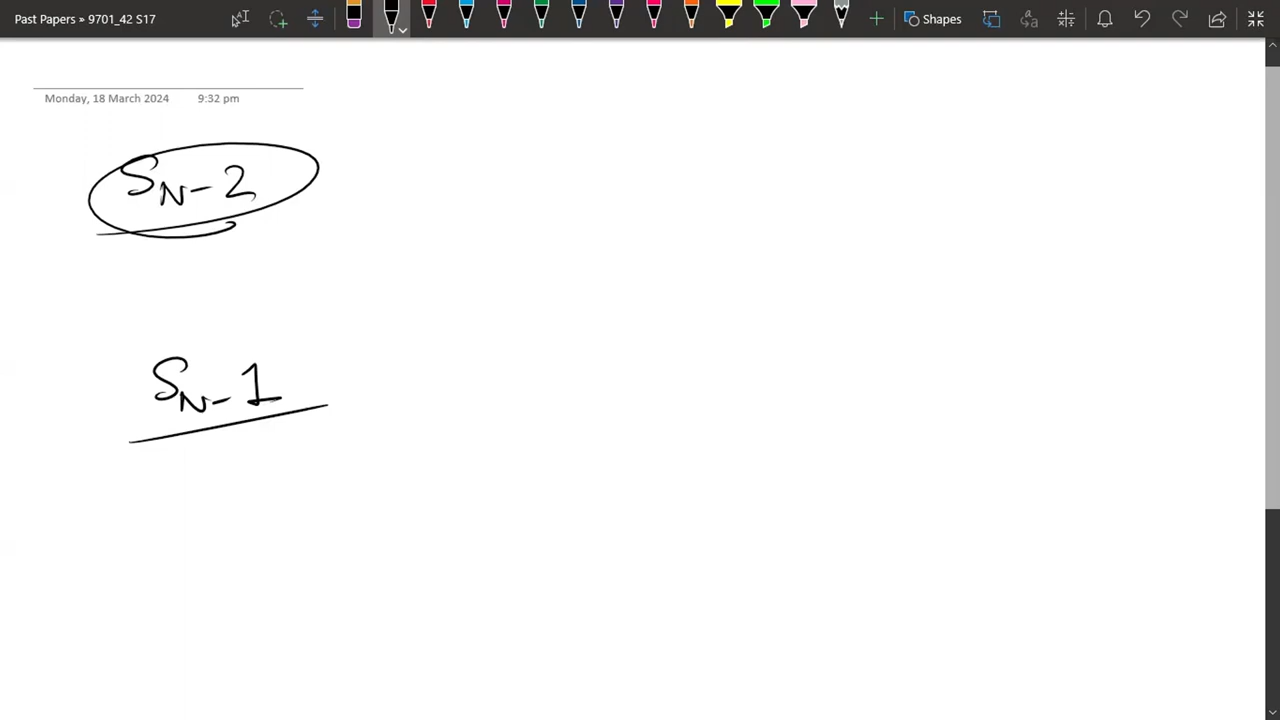 Past Papers » 9701_42 S17
Shapes
Monday, 18 March 2024 9:32 pm
SN-2
SN-1